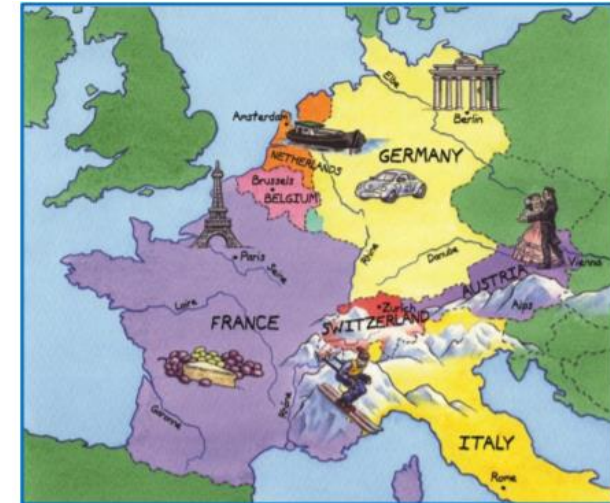 Elbe
Berlin
Amsterdam
GERMANY
NETHERLANDS
Brussels
BELGIUM
Paris
Seine
Rhine
Danube
Vienna
AUSTRIA
Alps
Zurich
SWITZERLAND
Loire
FRANCE
Rhône
Garonne
ITALY
Rome